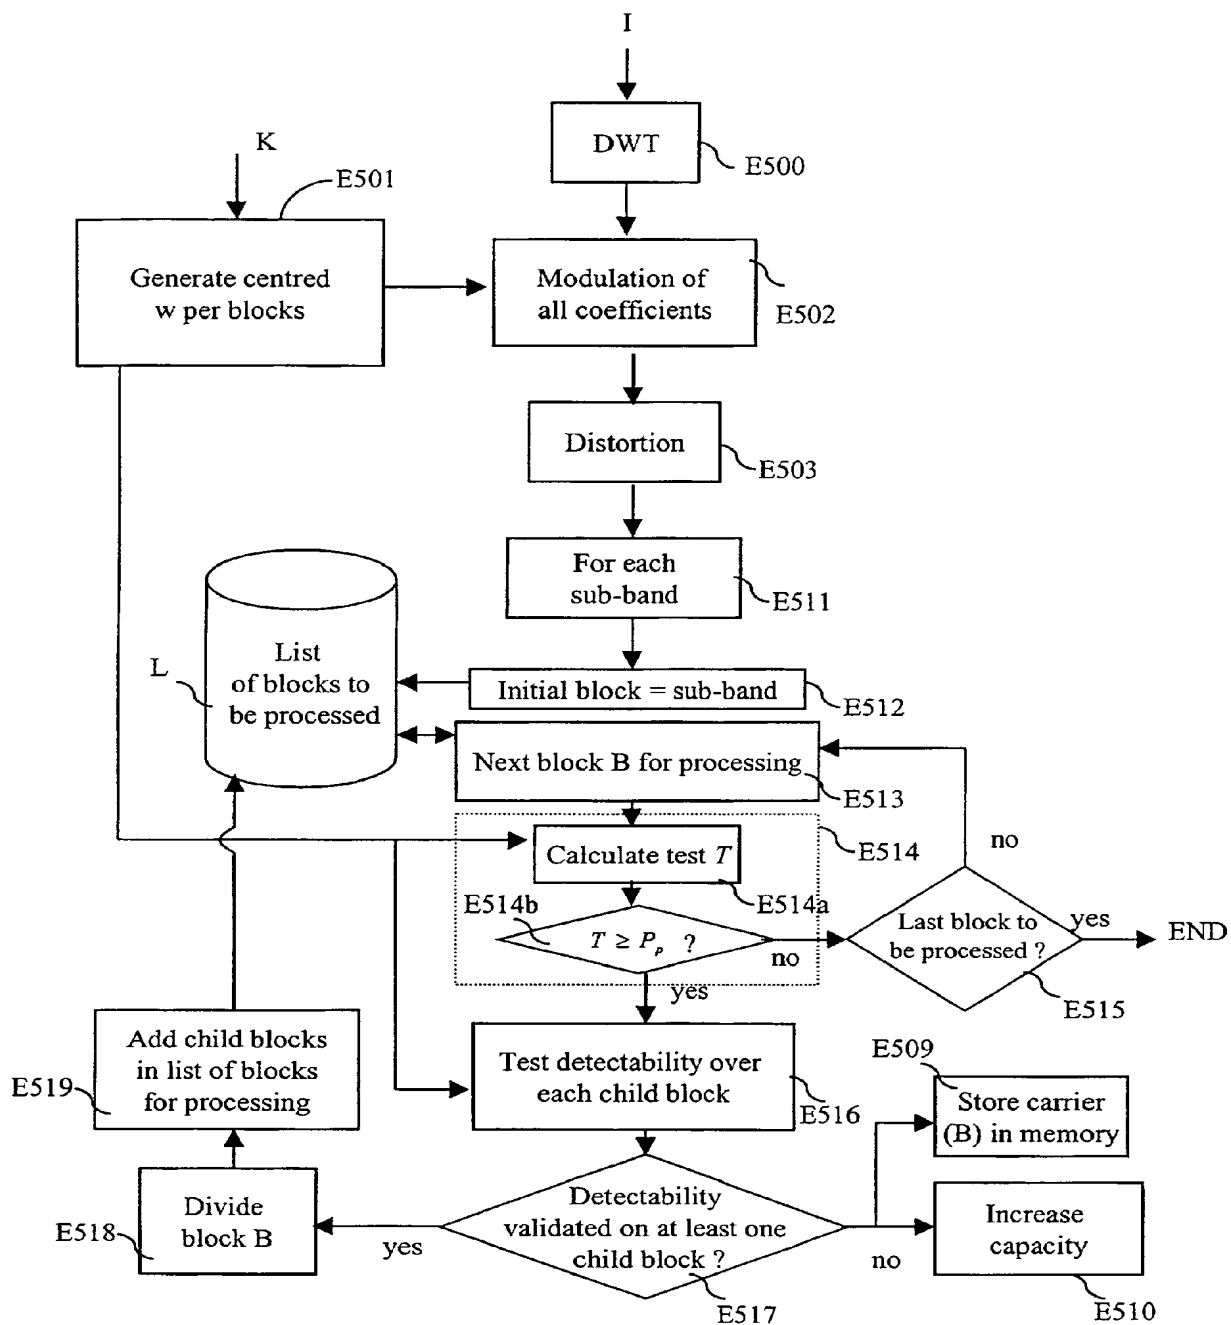 I
DWT
E500
K
E501
Generate centred
w per blocks
Modulation of
all coefficients
E502
Distortion
E503
For each
sub-band
E511
List
of blocks to
be processed
L
Initial block = sub-band
E512
Next block B for processing
E513
Calculate test T
E514
E514a
E514b
T ≥ Pp ?
no
yes
no
Last block to
be processed ?
yes
END
E515
Add child blocks
in list of blocks
for processing
E519
Test detectability over
each child block
E516
E509
Store carrier
(B) in memory
Divide
block B
E518
yes
Detectability
validated on at least one
child block ?
E517
no
Increase
capacity
E510